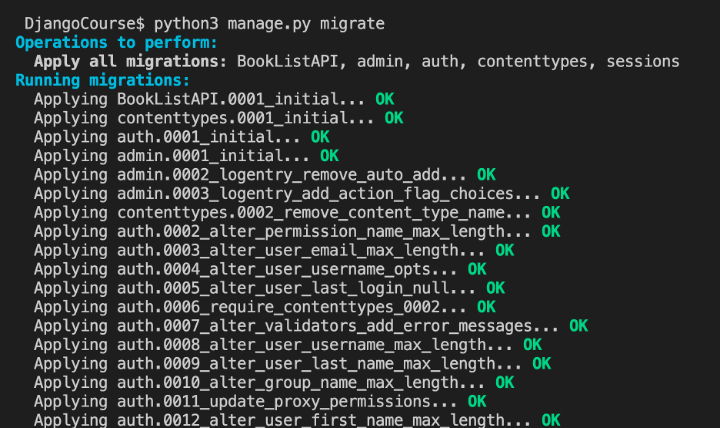 DjangoCourse$ python3 manage.py migrate
Operations to perform:
Apply all migrations: BookListAPI, admin, auth, contenttypes, sessions
Running migrations:
Applying BookListAPI.0001_initial... OK
Applying contenttypes.0001_initial... OK
Applying auth.0001_initial... OK
Applying admin.0001_initial... OK
Applying admin.0002_logentry_remove_auto_add... OK
Applying admin.0003_logentry_add_action_flag_choices... OK
Applying contenttypes.0002_remove_content_type_name... OK
Applying auth.0002_alter_permission_name_max_length... OK
Applying auth.0003_alter_user_email_max_length... OK
Applying auth.0004_alter_user_username_opts... OK
Applying auth.0005_alter_user_last_login_null... OK
Applying auth.0006_require_contenttypes_0002... OK
Applying auth.0007_alter_validators_add_error_messages... OK
Applying auth.0008_alter_user_username_max_length... OK
Applying auth.0009_alter_user_last_name_max_length... OK
Applying auth.0010_alter_group_name_max_length... OK
Applying auth.0011_update_proxy_permissions... OK
Applying auth.0012_alter_user_first_name_max_length... OK